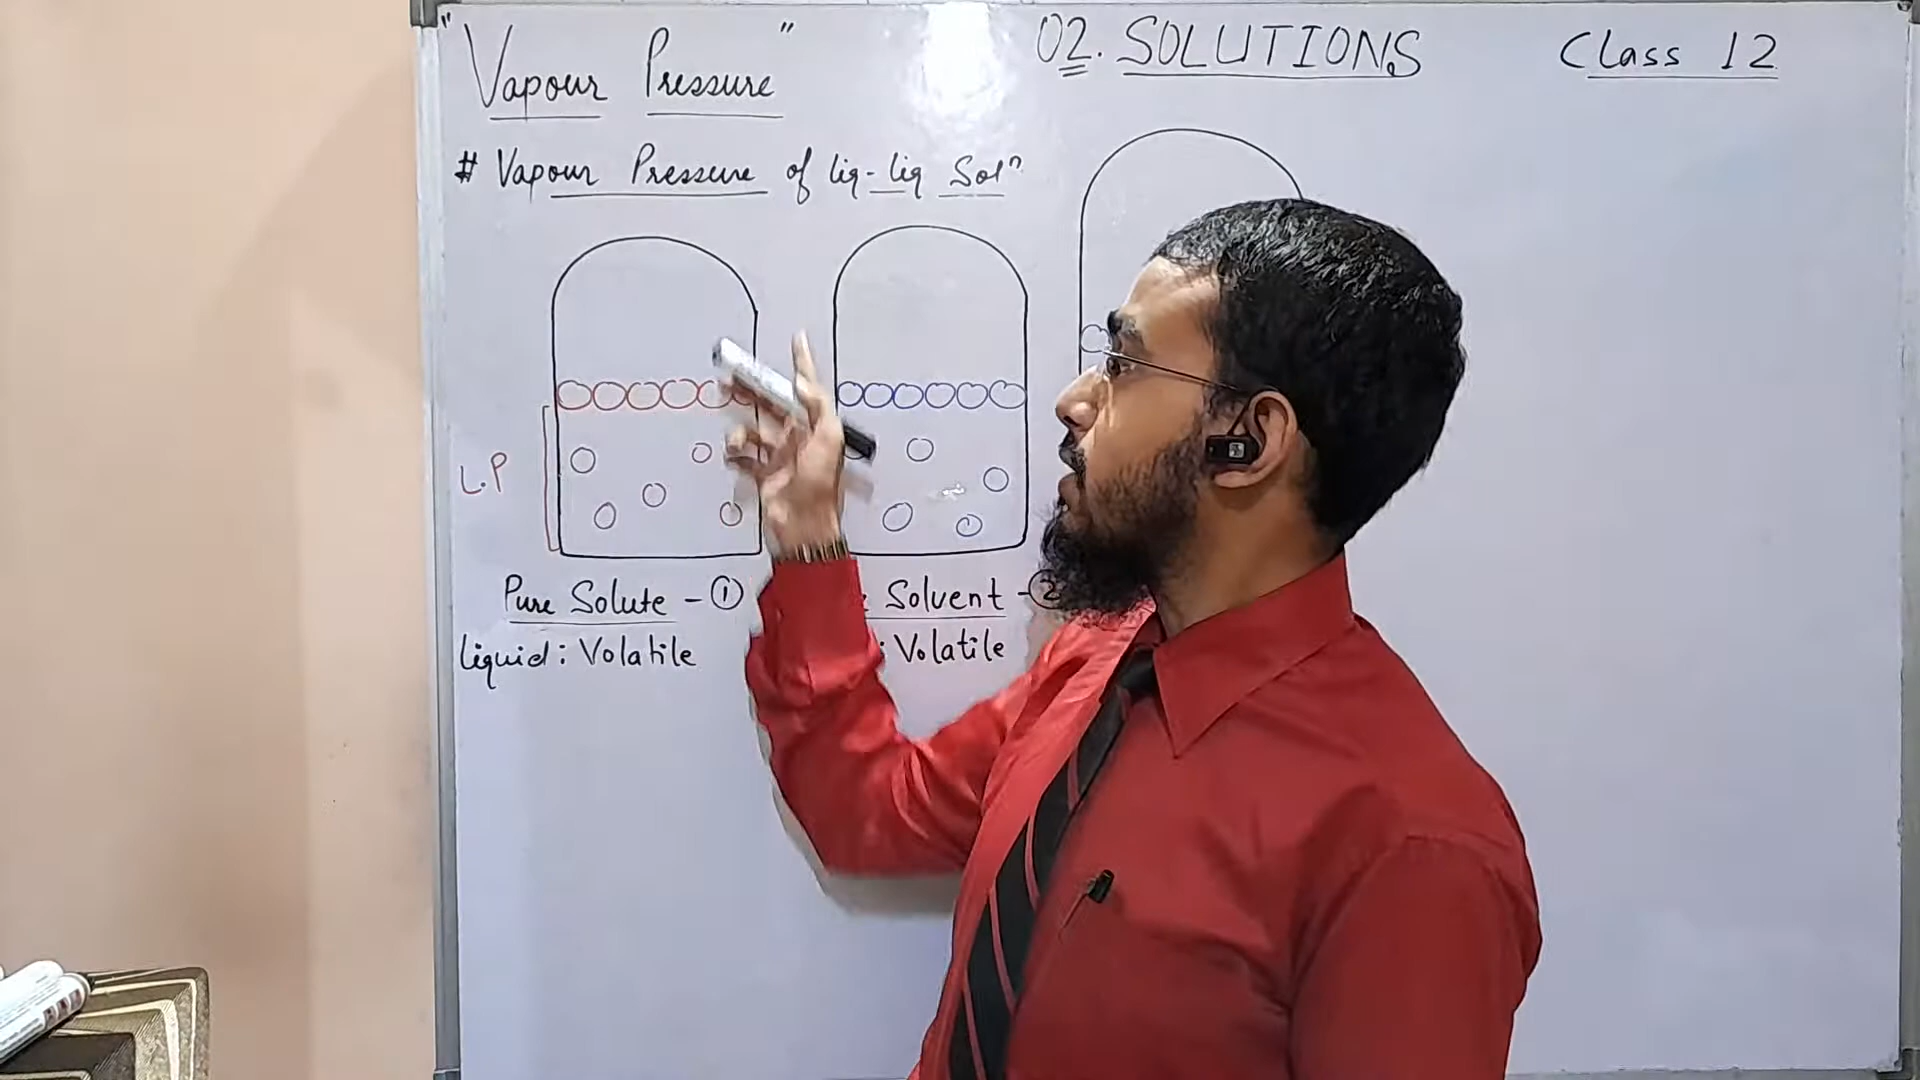 "Vapour Pressure"
02. SOLUTIONS
Class 12
# Vapour Pressure of liq-liq Solⁿ
L.P
Pure Solute - ①
Liquid : Volatile
: Solvent - ②
: Volatile